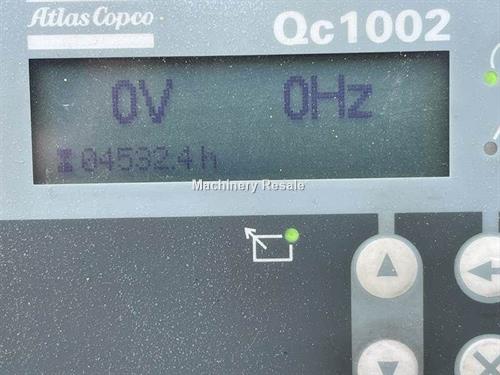 Atlas Copco
Qc1002
0V 0Hz
04532.4h
Machinery Resale